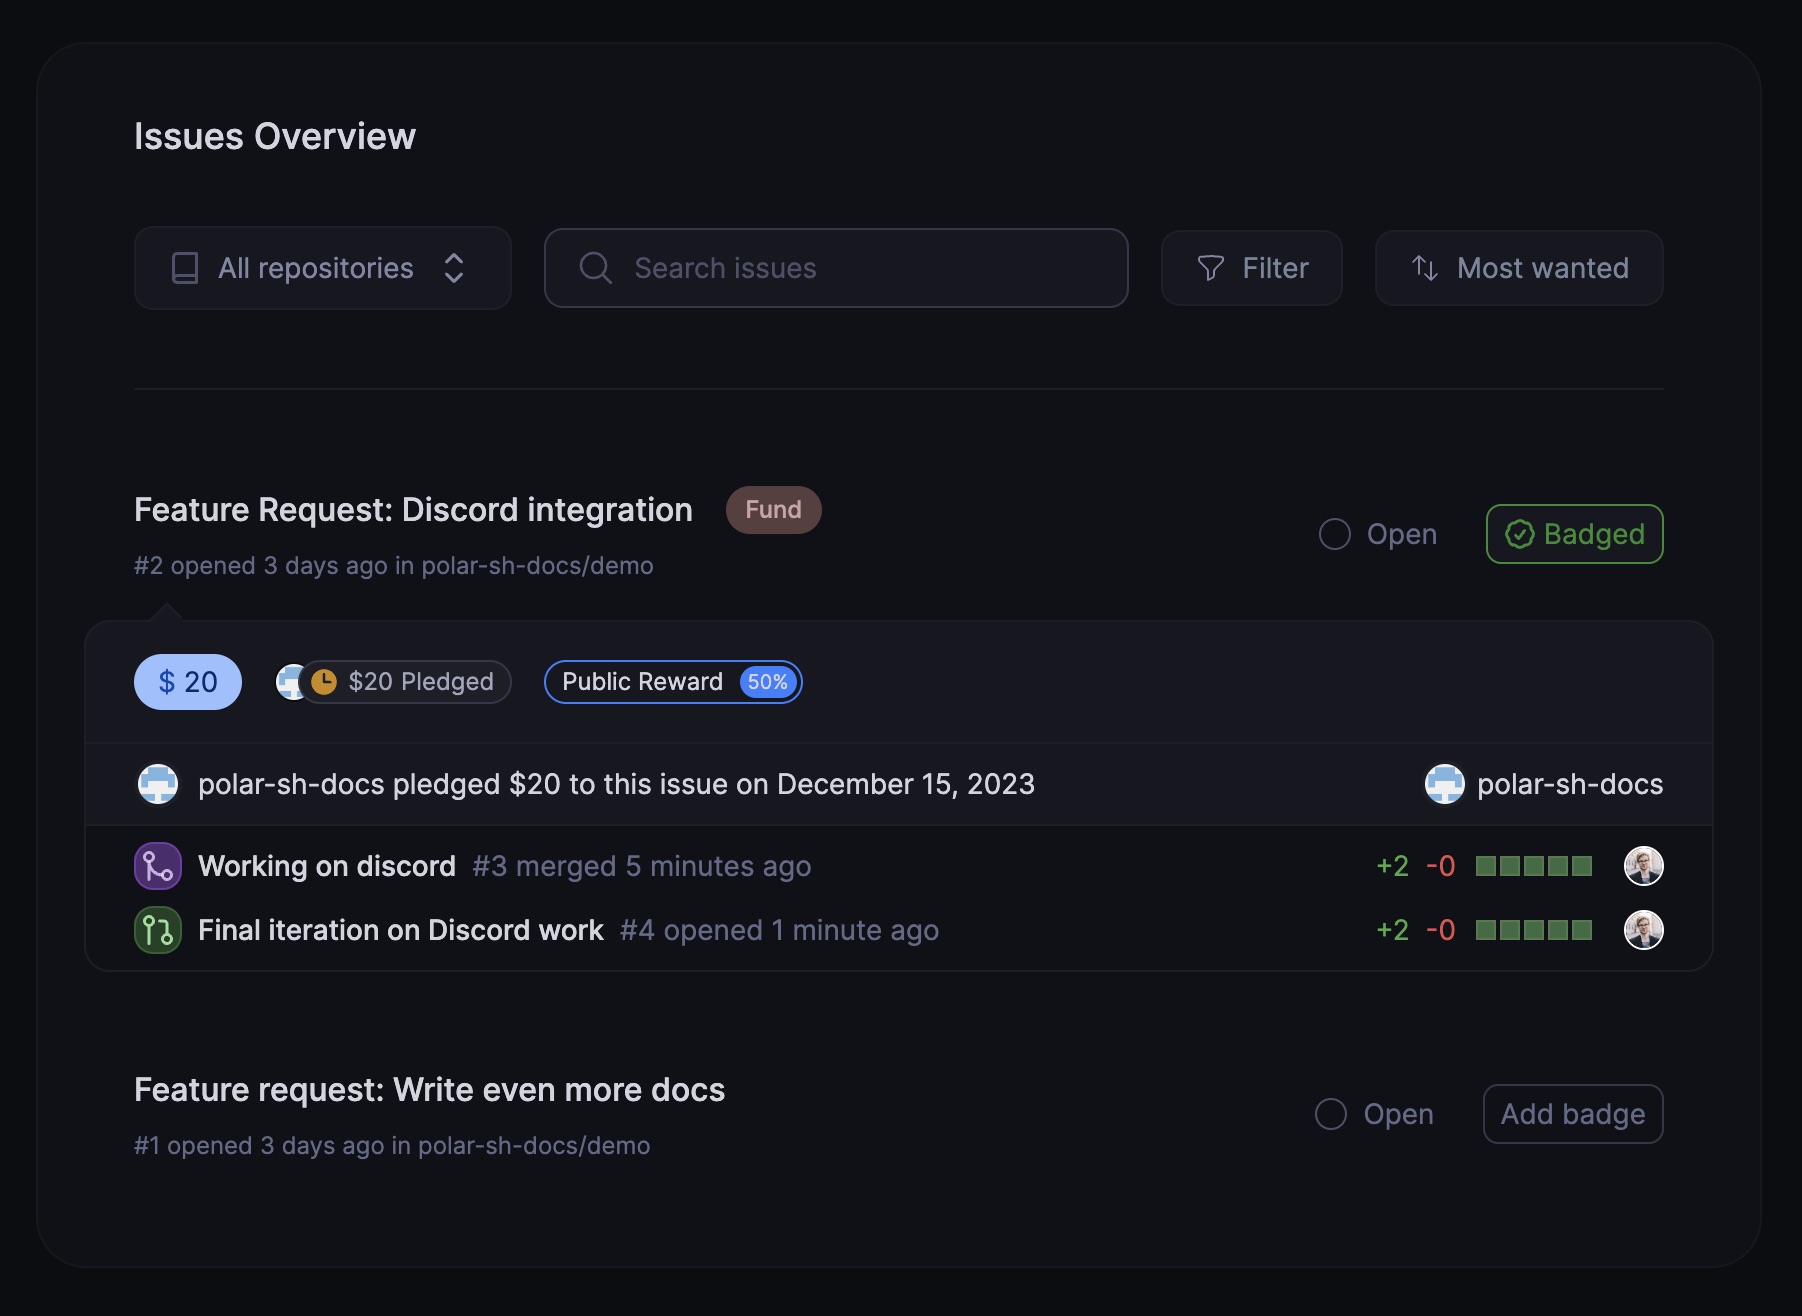 Issues Overview
All repositories
Search issues
Filter
Most wanted
Feature Request: Discord integration Fund
#2 opened 3 days ago in polar-sh-docs/demo
Open
Badged
$ 20
$20 Pledged
Public Reward 50%
polar-sh-docs pledged $20 to this issue on December 15, 2023
polar-sh-docs
Working on discord #3 merged 5 minutes ago
+2 -0
Final iteration on Discord work #4 opened 1 minute ago
+2 -0
Feature request: Write even more docs
#1 opened 3 days ago in polar-sh-docs/demo
Open
Add badge